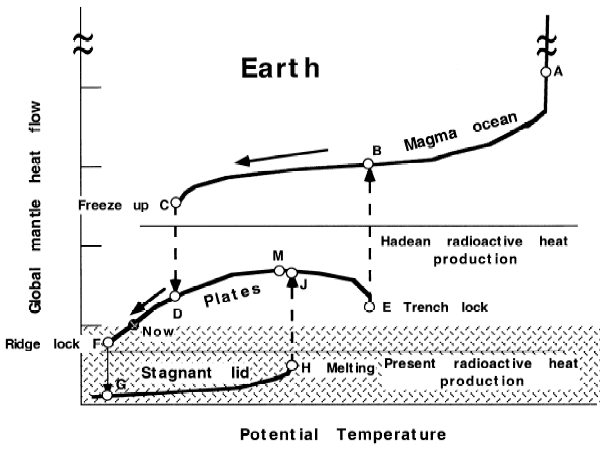 Earth
A
Magma ocean
B
Freeze up C
Hadean radioactive heat
production
M
J
Plates
E Trench lock
D
Now
Ridge lock F
H Melting
Present radioactive heat
production
Stagnant lid
G
Global mantle heat flow
Potential Temperature